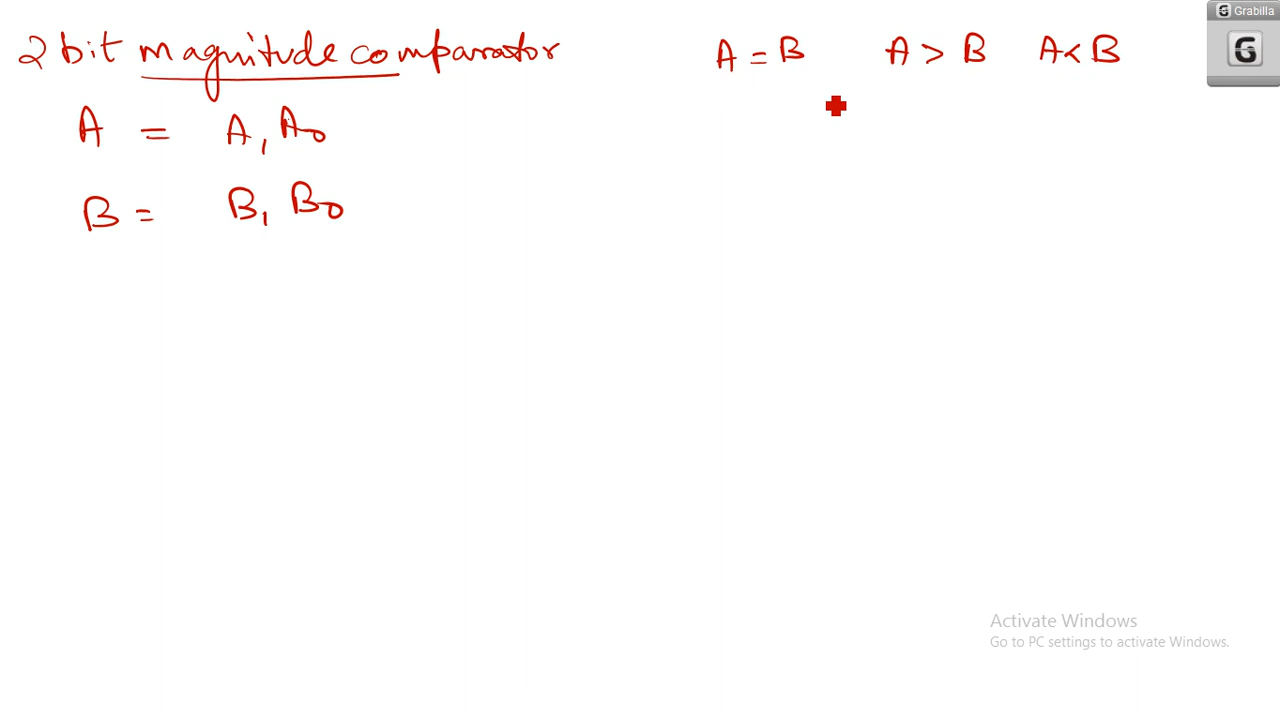 2 bit magnitude comparator
A = B A > B A < B
A = A1 A0
B = B1 B0
Grabilla
G
Activate Windows
Go to PC settings to activate Windows.